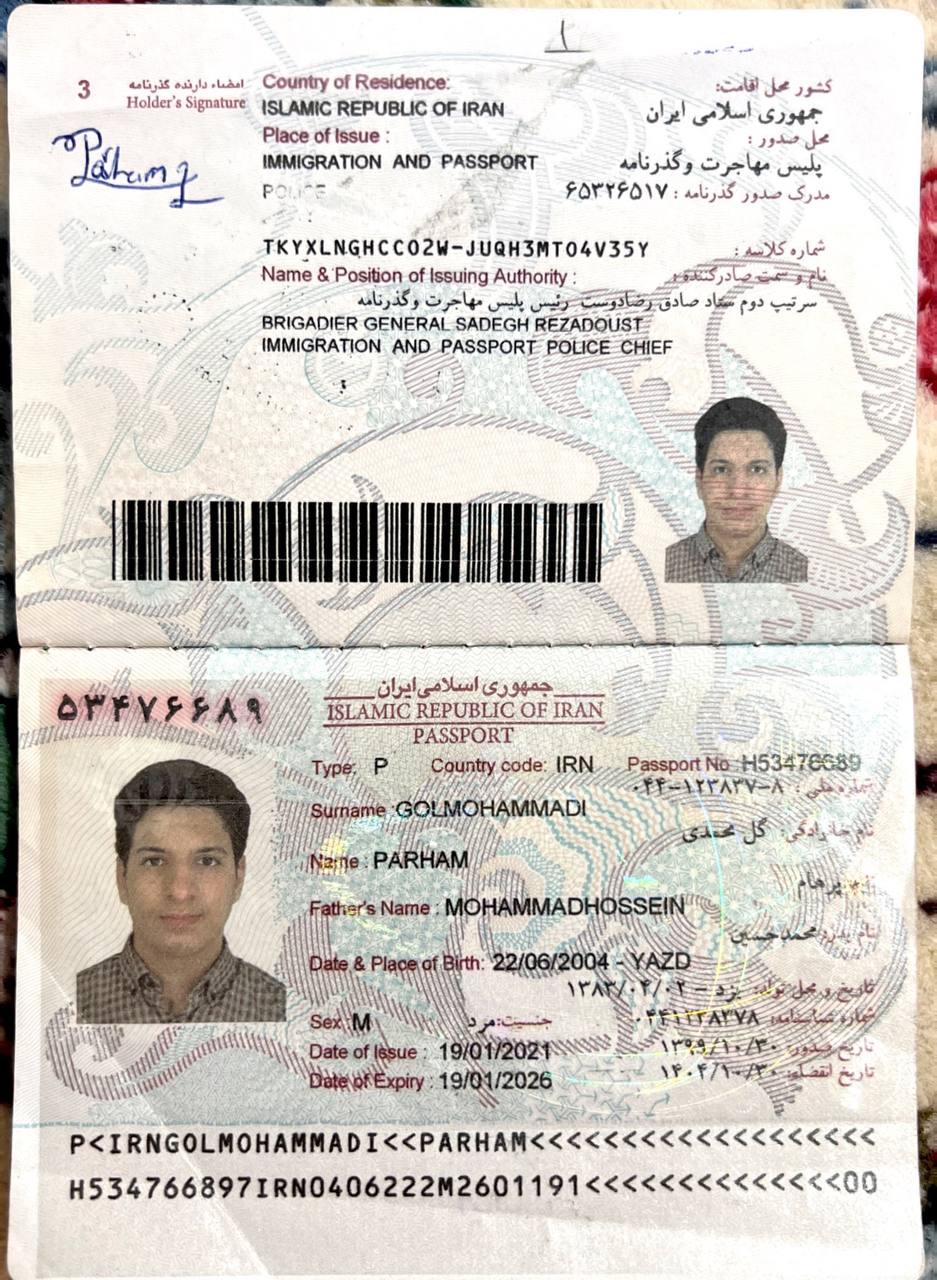 3
امضاء دارنده گذرنامه
Holder's Signature
Country of Residence:
کشور محل اقامت:
ISLAMIC REPUBLIC OF IRAN
جمهوری اسلامی ایران
Place of Issue :
محل صدور :
IMMIGRATION AND PASSPORT
پلیس مهاجرت وگذرنامه
POLICE
مدرک صدور گذرنامه : ۶۵۳۲۶۵۱۷
TKYXLNGHCCO2W-JUQH3MTO4V35Y
شماره کلاسه :
Name & Position of Issuing Authority :
نام و سمت صادرکننده :
سرتیپ دوم ستاد صادق رضادوست رئیس پلیس مهاجرت وگذرنامه
BRIGADIER GENERAL SADEGH REZADOUST
IMMIGRATION AND PASSPORT POLICE CHIEF
۵۳۴۷۶۶۸۹
جمهوری اسلامی ایران
ISLAMIC REPUBLIC OF IRAN
PASSPORT
Type: P Country code: IRN Passport No H53476689
شماره ملی : ۰۴۴-۱۲۳۸۳۷-۸
Surname : GOLMOHAMMADI
نام خانوادگی: گل محمدی
Name : PARHAM
نام: پرهام
Father's Name : MOHAMMADHOSSEIN
نام پدر: محمدحسین
Date & Place of Birth: 22/06/2004 - YAZD
تاریخ و محل تولد: یزد - ۱۳۸۳/۰۴/۰۲
Sex : M جنسیت: مرد
شماره شناسنامه: ۰۴۴۱۲۳۸۳۷۸
Date of Issue : 19/01/2021
تاریخ صدور: ۱۳۹۹/۱۰/۳۰
Date of Expiry : 19/01/2026
تاریخ انقضاء: ۱۴۰۴/۱۰/۳۰
P<IRNGOLMOHAMMADI<<PARHAM<<<<<<<<<<<<<<<<<<<
H534766897IRN0406222M2601191<<<<<<<<<<<<<<00